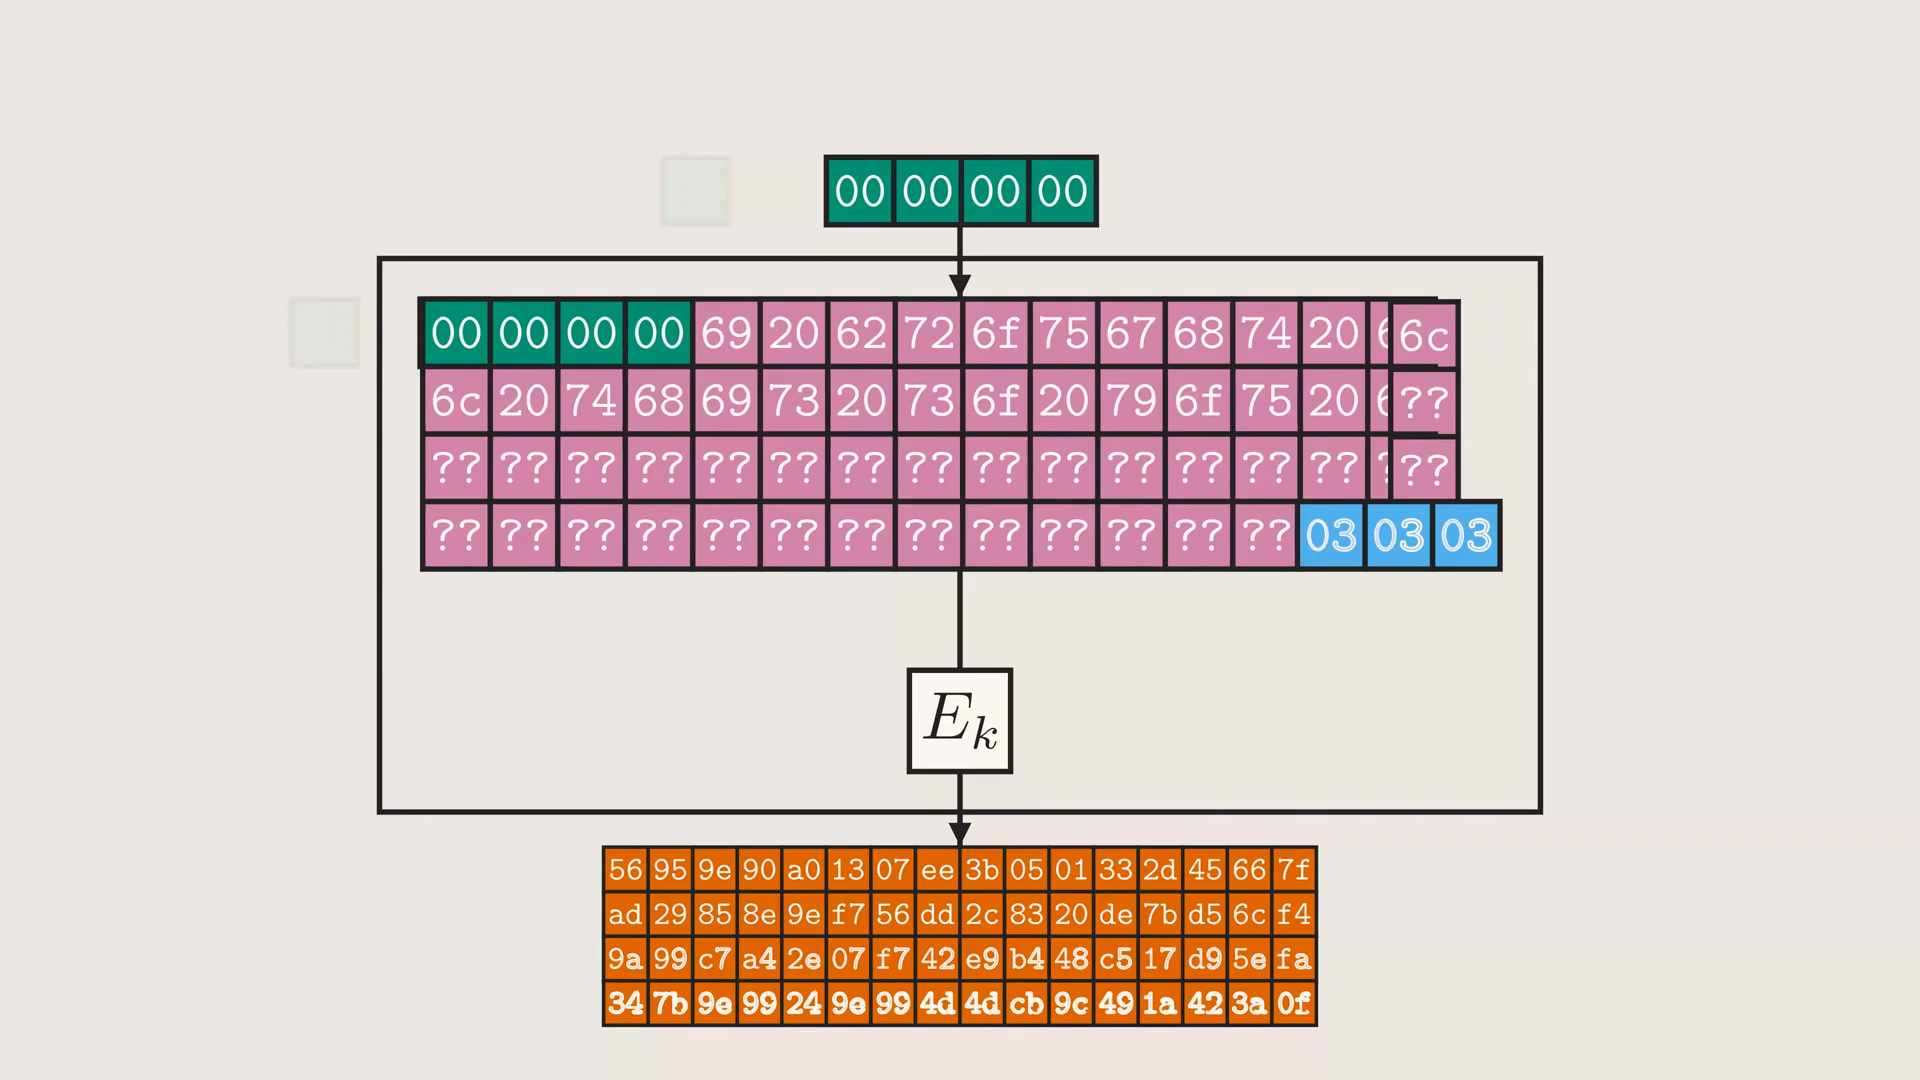 00 00 00 00
00 00 00 00 69 20 62 72 6f 75 67 68 74 20 6c
6c 20 74 68 69 73 20 73 6f 20 79 6f 75 20 ??
?? ?? ?? ?? ?? ?? ?? ?? ?? ?? ?? ?? ?? ?? ??
?? ?? ?? ?? ?? ?? ?? ?? ?? ?? ?? ?? ?? 03 03 03
E_k
56 95 9e 90 a0 13 07 ee 3b 05 01 33 2d 45 66 7f
ad 29 85 8e 9e f7 56 dd 2c 83 20 de 7b d5 6c f4
9a 99 c7 a4 2e 07 f7 42 e9 b4 48 c5 17 d9 5e fa
34 7b 9e 99 24 9e 99 4d 4d cb 9c 49 1a 42 3a 0f